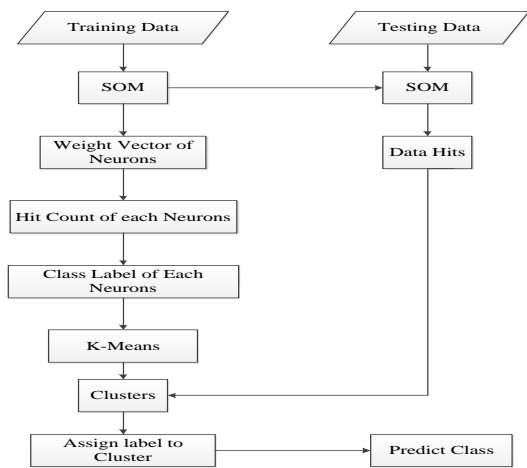 Training Data
Testing Data
SOM
SOM
Weight Vector of
Neurons
Data Hits
Hit Count of each Neurons
Class Label of Each
Neurons
K-Means
Clusters
Assign label to
Cluster
Predict Class